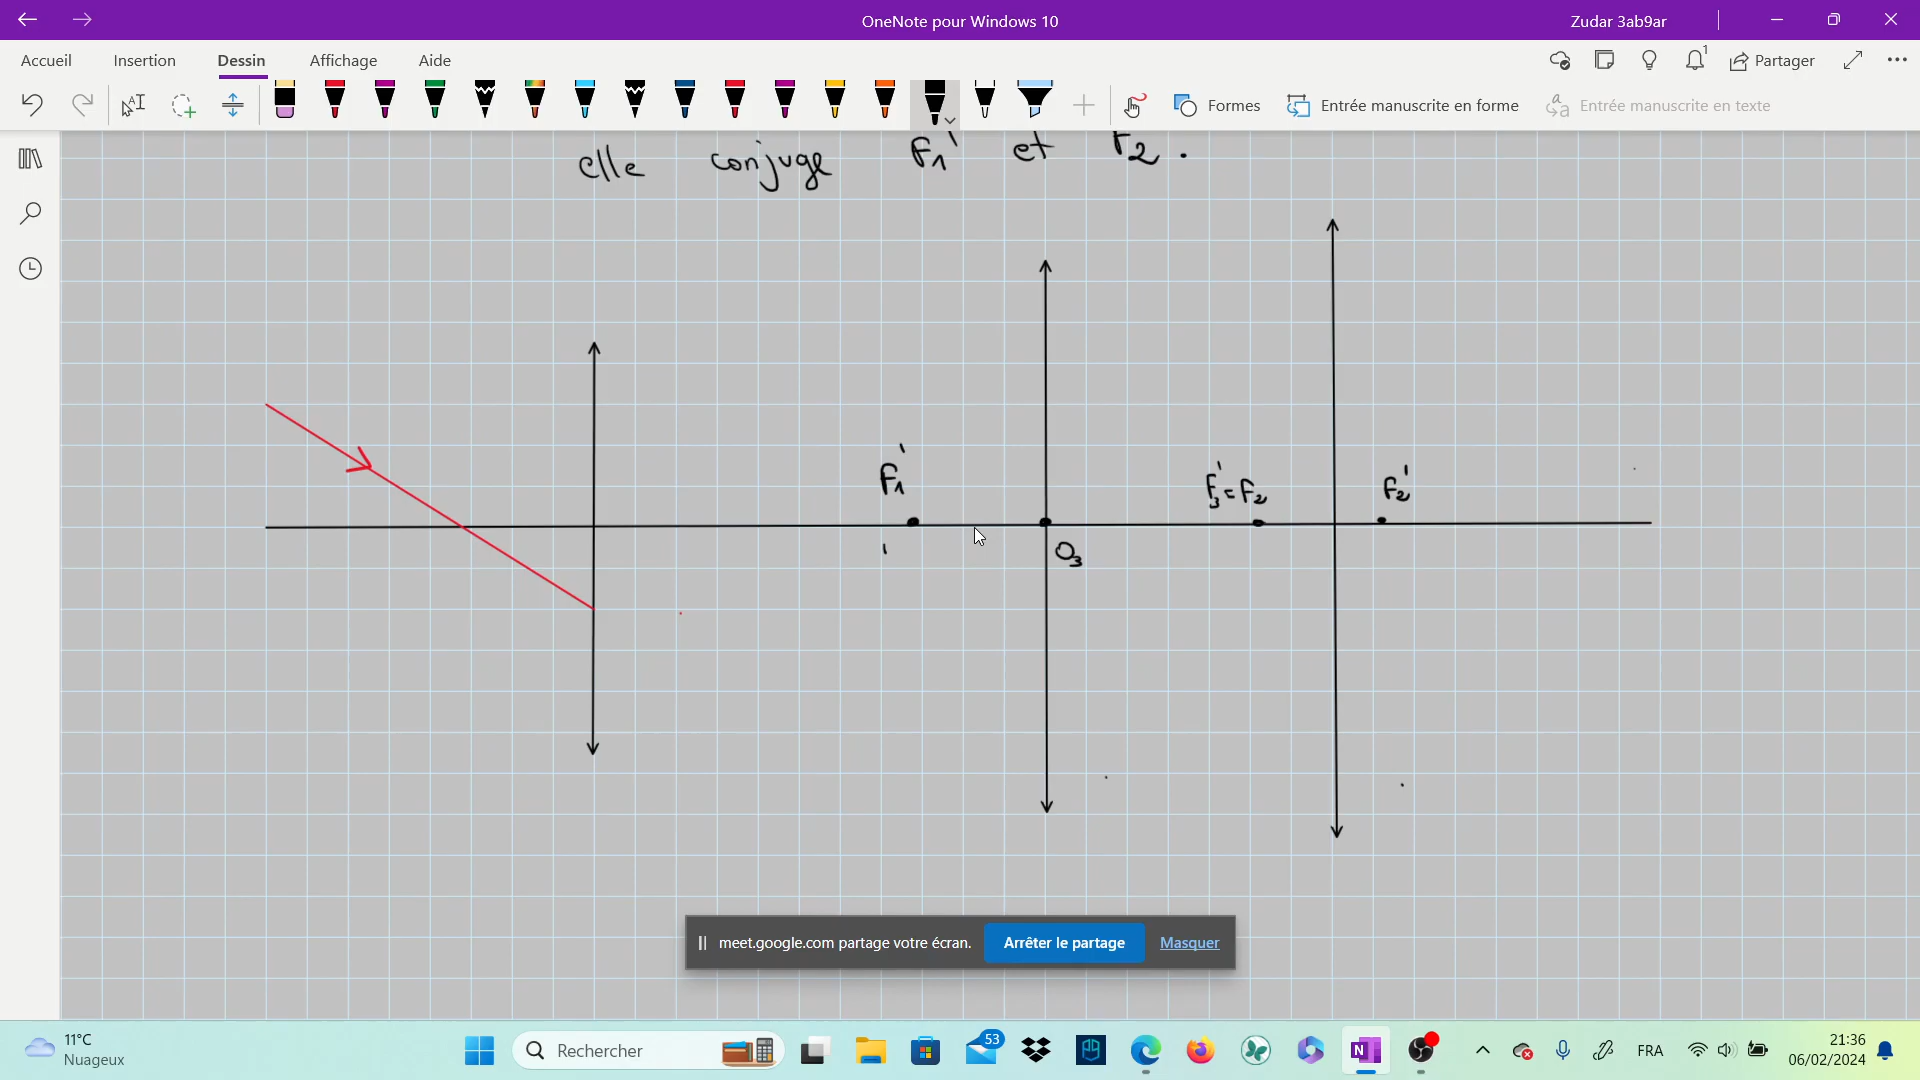 OneNote pour Windows 10
Zudar 3ab9ar
Accueil
Insertion
Dessin
Affichage
Aide
1
Partager
Formes
Entrée manuscrite en forme
Entrée manuscrite en texte
elle conjuge F1' et F2.
F1'
F3' = F2
F2'
O3
meet.google.com partage votre écran.
Arrêter le partage
Masquer
11°C
Nuageux
Rechercher
53
FRA
21:36
06/02/2024